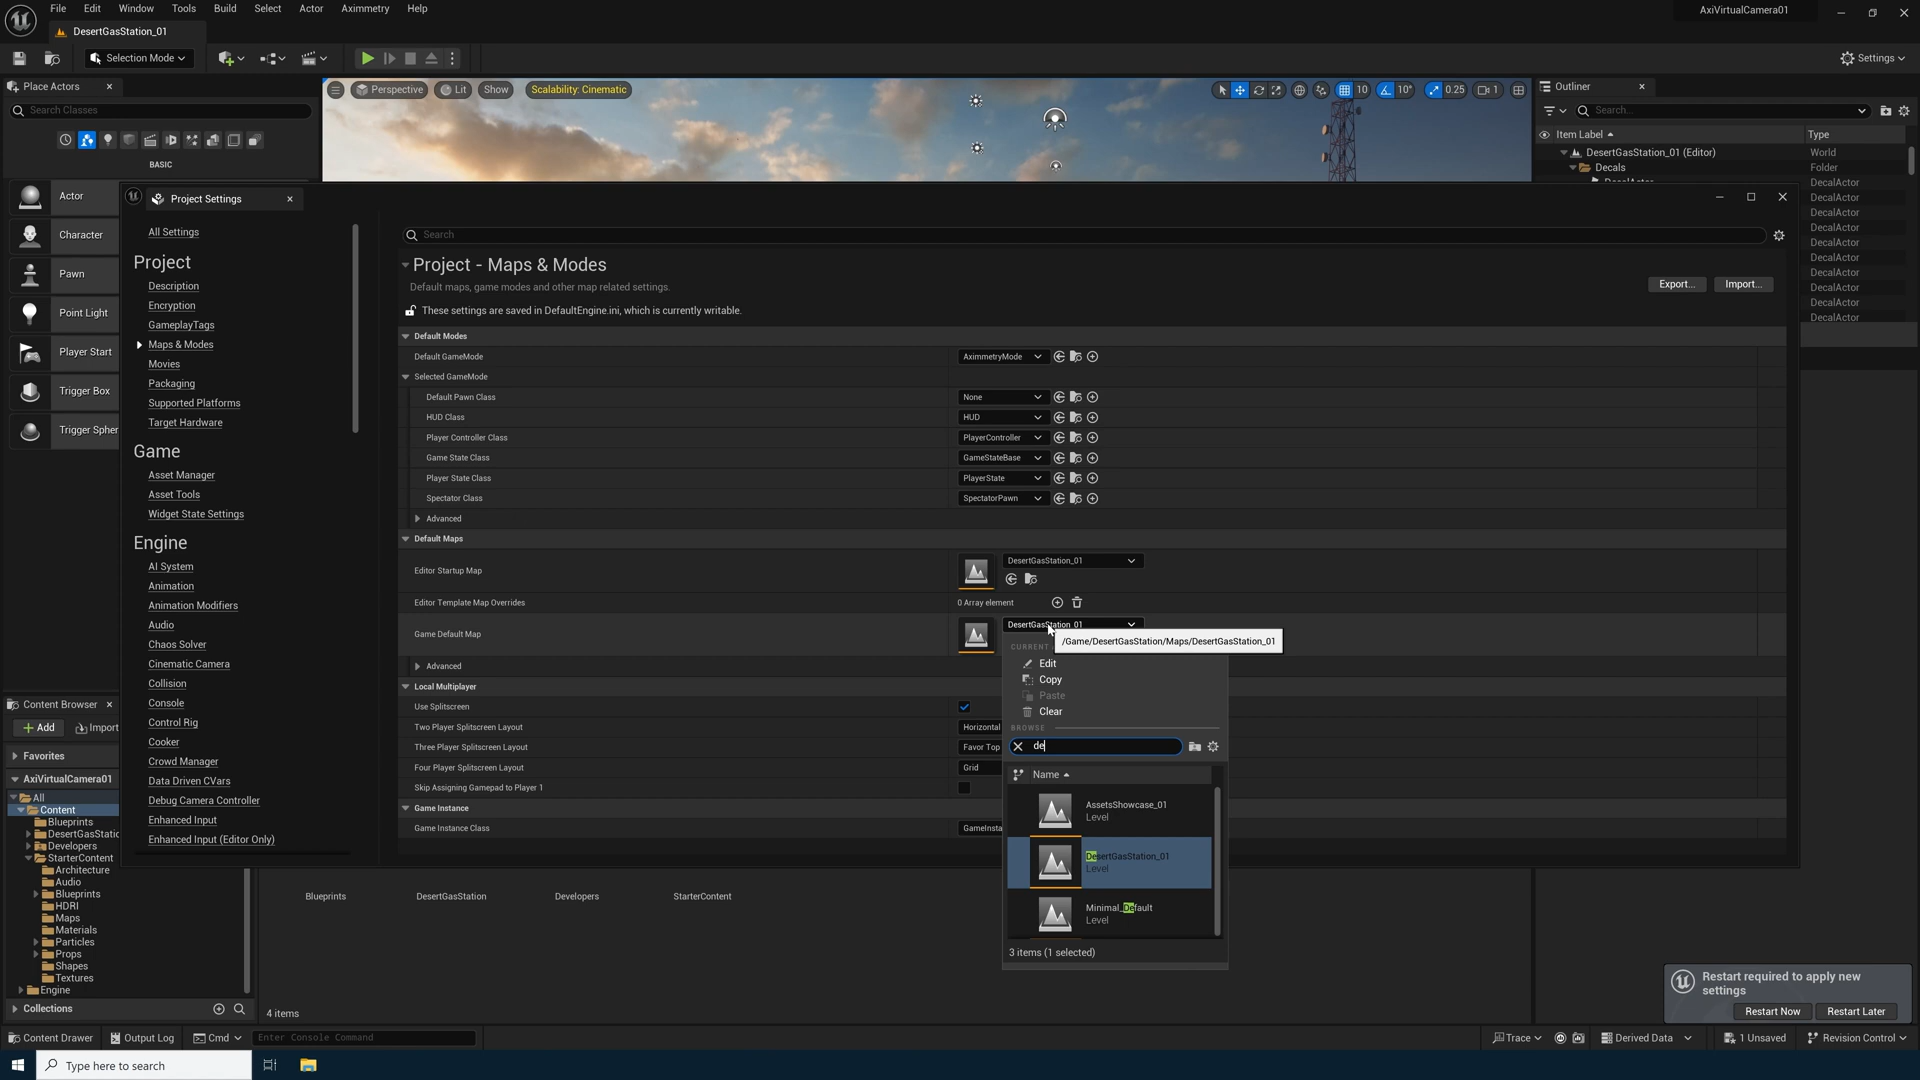 File Edit Window Tools Build Select Actor Aximmetry Help
AxiVirtualCamera01
DesertGasStation_01
Selection Mode
Settings
Place Actors
Search Classes
BASIC
Actor
Character
Pawn
Point Light
Player Start
Trigger Box
Trigger Spher
Perspective Lit Show Scalability: Cinematic
10 10° 0.25 1
Outliner
Search...
Item Label Type
DesertGasStation_01 (Editor) World
Decals Folder
DecalActor
DecalActor
DecalActor
DecalActor
DecalActor
DecalActor
DecalActor
DecalActor
DecalActor
DecalActor
Project Settings
All Settings
Project
Description
Encryption
GameplayTags
Maps & Modes
Movies
Packaging
Supported Platforms
Target Hardware
Game
Asset Manager
Asset Tools
Widget State Settings
Engine
AI System
Animation
Animation Modifiers
Audio
Chaos Solver
Cinematic Camera
Collision
Console
Control Rig
Cooker
Crowd Manager
Data Driven CVars
Debug Camera Controller
Enhanced Input
Enhanced Input (Editor Only)
Search
Project - Maps & Modes
Default maps, game modes and other map related settings.
Export... Import...
These settings are saved in DefaultEngine.ini, which is currently writable.
Default Modes
Default GameMode AximmetryMode
Selected GameMode
Default Pawn Class None
HUD Class HUD
Player Controller Class PlayerController
Game State Class GameStateBase
Player State Class PlayerState
Spectator Class SpectatorPawn
Advanced
Default Maps
Editor Startup Map DesertGasStation_01
Editor Template Map Overrides 0 Array element
Game Default Map DesertGasStation_01
/Game/DesertGasStation/Maps/DesertGasStation_01
CURRENT
Edit
Copy
Paste
Clear
BROWSE
de
Name
AssetsShowcase_01
Level
DesertGasStation_01
Level
Minimal_Default
Level
3 items (1 selected)
Advanced
Local Multiplayer
Use Splitscreen
Two Player Splitscreen Layout Horizontal
Three Player Splitscreen Layout Favor Top
Four Player Splitscreen Layout Grid
Skip Assigning Gamepad to Player 1
Game Instance
Game Instance Class GameInsta
Content Browser
Add Import
Favorites
AxiVirtualCamera01
All
Content
Blueprints
DesertGasStatic
Developers
StarterContent
Architecture
Audio
Blueprints
HDRI
Maps
Materials
Particles
Props
Shapes
Textures
Engine
Collections
Blueprints DesertGasStation Developers StarterContent
4 items
Restart required to apply new
settings
Restart Now Restart Later
Content Drawer Output Log Cmd Enter Console Command
Trace Derived Data 1 Unsaved Revision Control
Type here to search